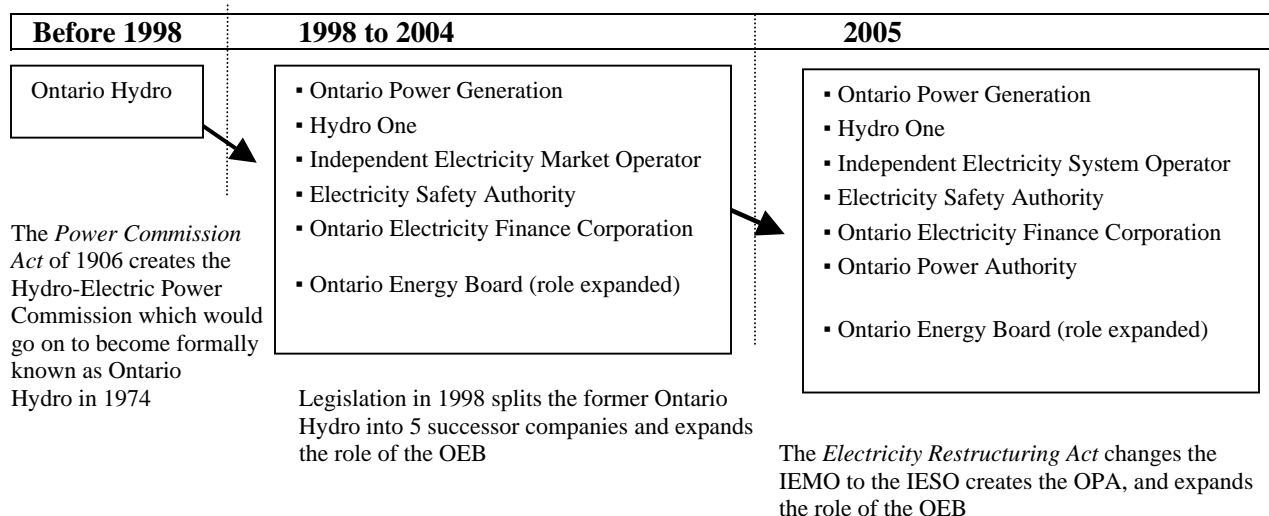 Before 1998
1998 to 2004
2005
Ontario Hydro
The Power Commission
Act of 1906 creates the
Hydro-Electric Power
Commission which would
go on to become formally
known as Ontario
Hydro in 1974
▪ Ontario Power Generation
▪ Hydro One
▪ Independent Electricity Market Operator
▪ Electricity Safety Authority
▪ Ontario Electricity Finance Corporation
▪ Ontario Energy Board (role expanded)
Legislation in 1998 splits the former Ontario
Hydro into 5 successor companies and expands
the role of the OEB
▪ Ontario Power Generation
▪ Hydro One
▪ Independent Electricity System Operator
▪ Electricity Safety Authority
▪ Ontario Electricity Finance Corporation
▪ Ontario Power Authority
▪ Ontario Energy Board (role expanded)
The Electricity Restructuring Act changes the
IEMO to the IESO creates the OPA, and expands
the role of the OEB